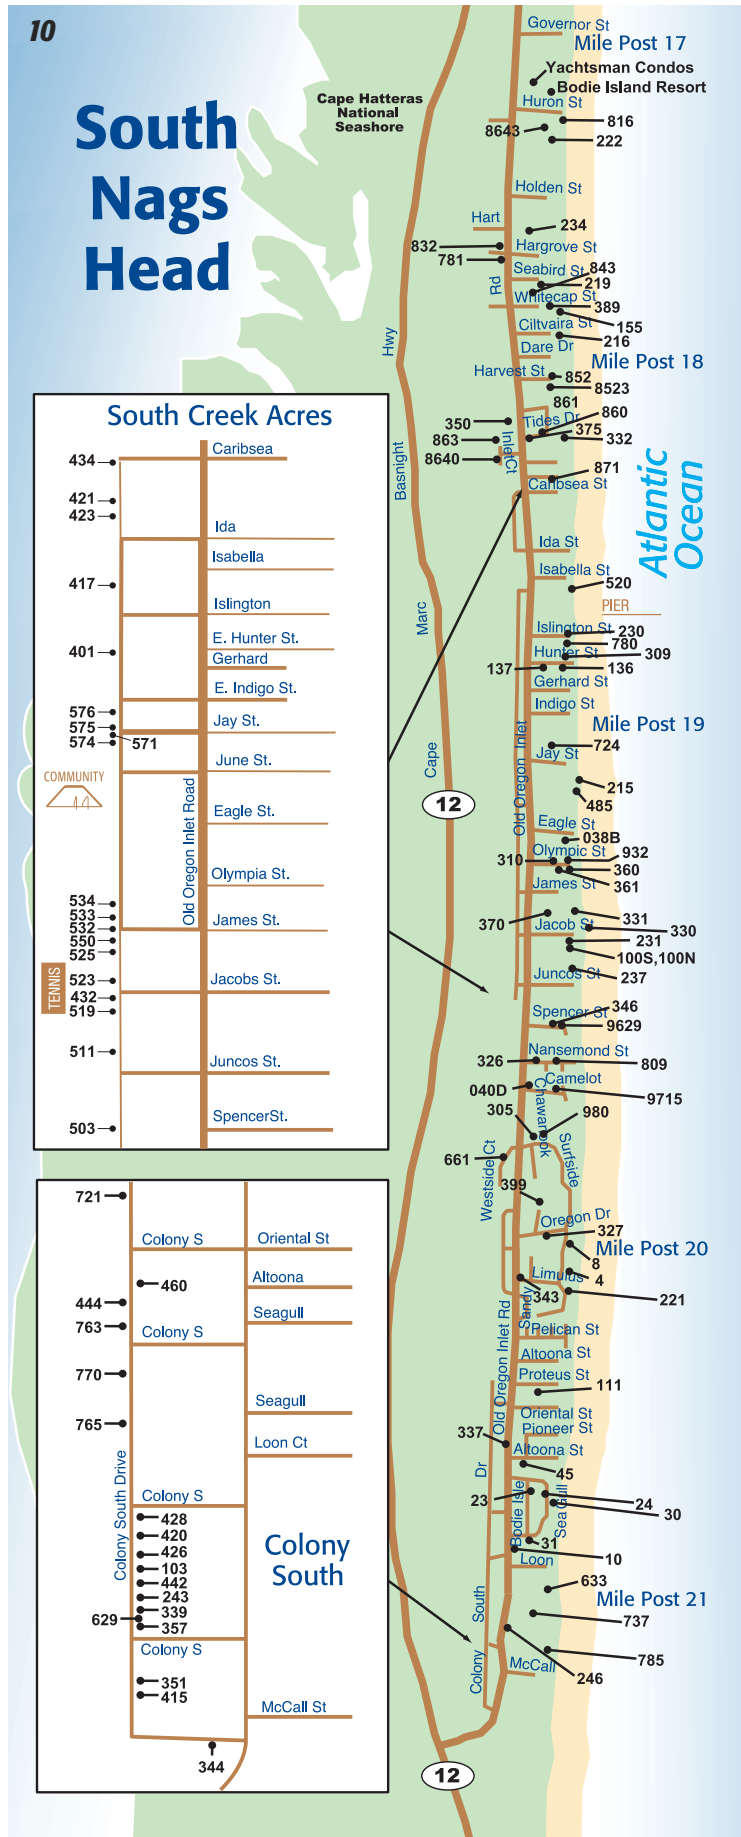 10
South
Nags
Head
Governor St
Mile Post 17
Yachtsman Condos
Bodie Island Resort
Cape Hatteras
National
Seashore
Huron St
816
8643
222
Holden St
Hart
234
832
Hargrove St
781
Seabird St
843
219
Rd
Whitecap St
389
Ciltvaira St
155
216
Hwy
Dare Dr
Mile Post 18
Harvest St
852
8523
861
860
350
Tides Dr
375
863
332
Inlet Ct
8640
871
Basnight
Caribsea St
Atlantic
Ocean
Ida St
Isabella St
520
PIER
Marc
Islington St
230
780
Hunter St
309
137
136
Gerhard St
Indigo St
Mile Post 19
Old Oregon Inlet
724
Jay St
Cape
215
12
485
Eagle St
038B
Olympic St
932
310
360
James St
361
370
331
Jacob St
330
231
100S,100N
Juncos St
237
346
Spencer St
9629
Nansemond St
326
809
Camelot
040D
9715
Chawanook
305
980
Surfside
661
Westside Ct
399
Oregon Dr
327
Mile Post 20
8
Limulus
4
343
221
Sandy
Old Oregon Inlet Rd
Pelican St
Altoona St
Proteus St
111
Oriental St
Pioneer St
337
Altoona St
Dr
45
23
24
Bodie Isle
Sea Gull
30
31
Loon
10
633
South
Mile Post 21
737
785
Colony
McCall
246
12
South Creek Acres
Caribsea
434
421
423
Ida
Isabella
417
Islington
E. Hunter St.
401
Gerhard
E. Indigo St.
576
575
Jay St.
574
571
June St.
COMMUNITY
Eagle St.
Old Oregon Inlet Road
Olympia St.
534
533
James St.
532
550
525
TENNIS
523
Jacobs St.
432
519
511
Juncos St.
SpencerSt.
503
721
Colony S
Oriental St
460
Altoona
444
Seagull
763
Colony S
770
Seagull
765
Loon Ct
Colony South Drive
Colony S
428
420
426
103
442
243
339
629
357
Colony
South
Colony S
351
415
McCall St
344